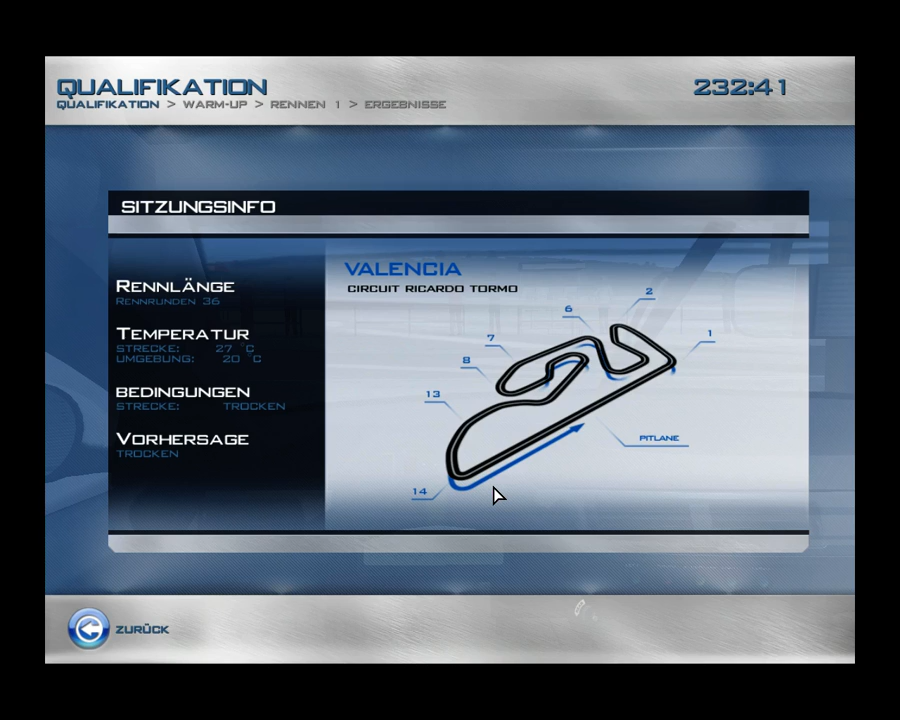 QUALIFIKATION
232:41
QUALIFIKATION > WARM-UP > RENNEN 1 > ERGEBNISSE
SITZUNGSINFO
RENNLÄNGE
RENNRUNDEN 36
TEMPERATUR
STRECKE: 27 °C
UMGEBUNG: 20 °C
BEDINGUNGEN
STRECKE: TROCKEN
VORHERSAGE
TROCKEN
VALENCIA
CIRCUIT RICARDO TORMO
2
6
1
7
8
13
PITLANE
14
ZURÜCK